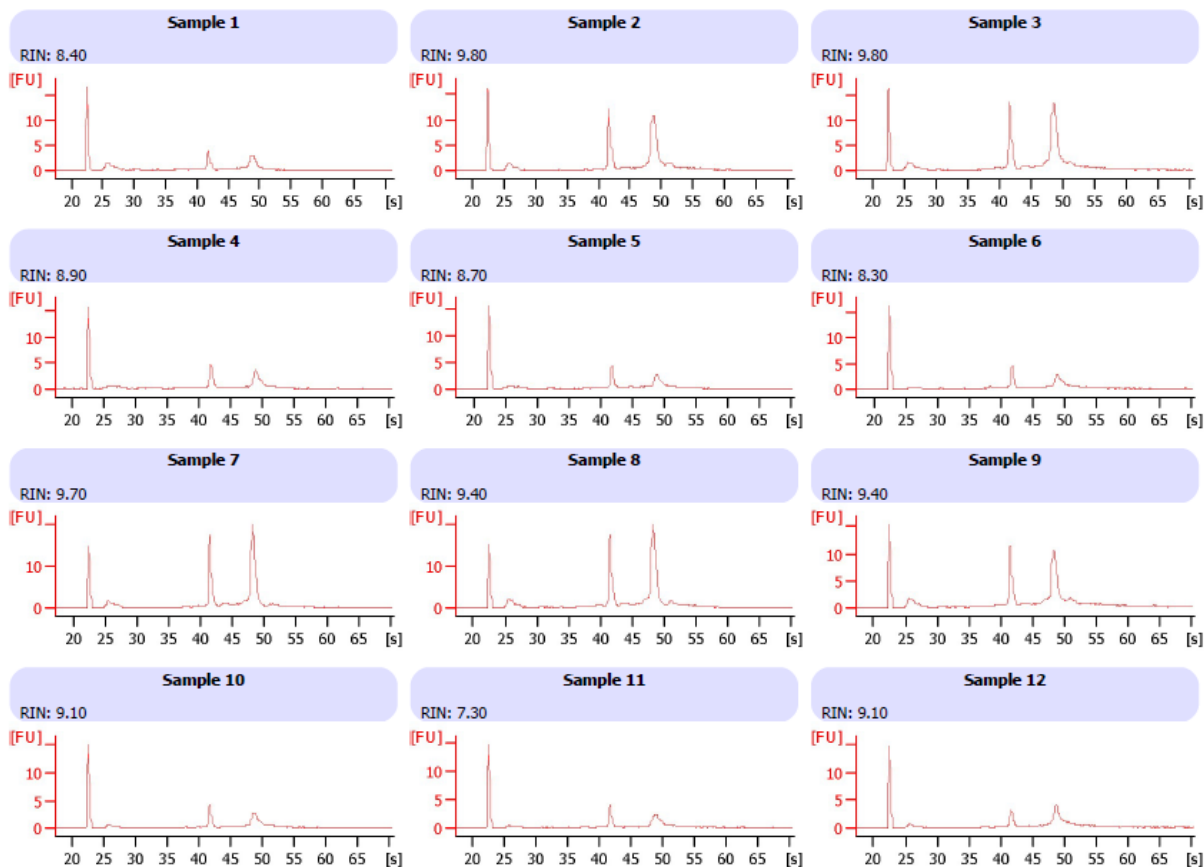 Sample 1
RIN: 8.40
[FU]
10
5
0
20 25 30 35 40 45 50 55 60 65 [s]
Sample 2
RIN: 9.80
[FU]
10
5
0
20 25 30 35 40 45 50 55 60 65 [s]
Sample 3
RIN: 9.80
[FU]
10
5
0
20 25 30 35 40 45 50 55 60 65 [s]
Sample 4
RIN: 8.90
[FU]
10
5
0
20 25 30 35 40 45 50 55 60 65 [s]
Sample 5
RIN: 8.70
[FU]
10
5
0
20 25 30 35 40 45 50 55 60 65 [s]
Sample 6
RIN: 8.30
[FU]
10
5
0
20 25 30 35 40 45 50 55 60 65 [s]
Sample 7
RIN: 9.70
[FU]
10
0
20 25 30 35 40 45 50 55 60 65 [s]
Sample 8
RIN: 9.40
[FU]
10
0
20 25 30 35 40 45 50 55 60 65 [s]
Sample 9
RIN: 9.40
[FU]
10
5
0
20 25 30 35 40 45 50 55 60 65 [s]
Sample 10
RIN: 9.10
[FU]
10
5
0
20 25 30 35 40 45 50 55 60 65 [s]
Sample 11
RIN: 7.30
[FU]
10
5
0
20 25 30 35 40 45 50 55 60 65 [s]
Sample 12
RIN: 9.10
[FU]
10
5
0
20 25 30 35 40 45 50 55 60 65 [s]